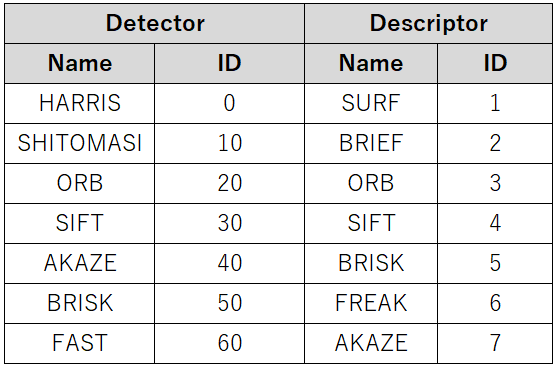 Detector Descriptor
Name ID Name ID
HARRIS 0 SURF 1
SHITOMASI 10 BRIEF 2
ORB 20 ORB 3
SIFT 30 SIFT 4
AKAZE 40 BRISK 5
BRISK 50 FREAK 6
FAST 60 AKAZE 7